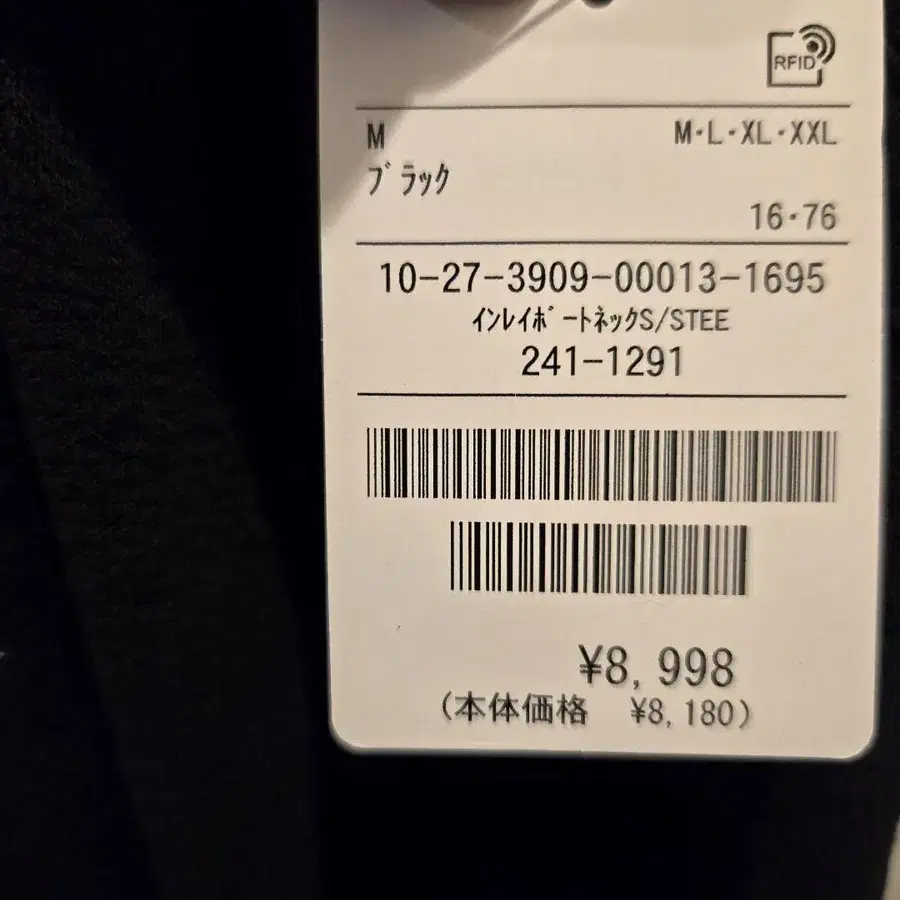 RFID
M M・L・XL・XXL
ﾌﾞﾗｯｸ
16・76
10-27-3909-00013-1695
ｲﾝﾚｲﾎﾞｰﾄﾈｯｸS/STEE
241-1291
¥8,998
(本体価格 ¥8,180)